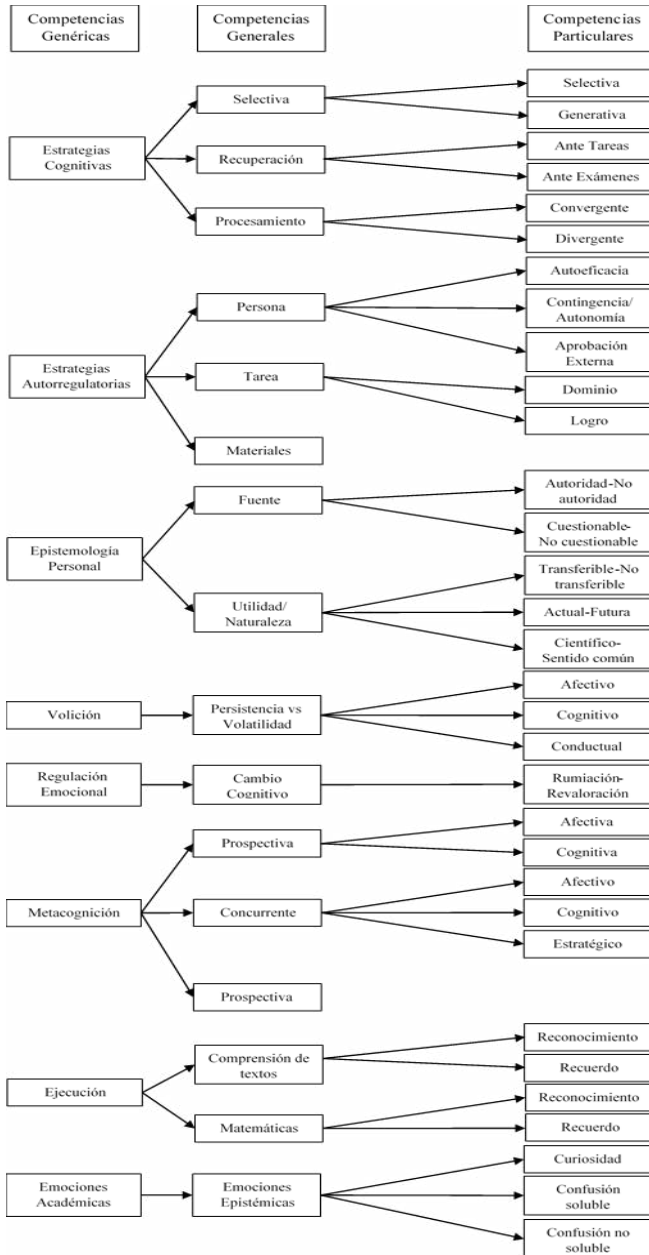 Competencias
Genéricas
Competencias
Generales
Competencias
Particulares
Estrategias
Cognitivas
Selectiva
Selectiva
Generativa
Recuperación
Ante Tareas
Ante Exámenes
Procesamiento
Convergente
Divergente
Estrategias
Autorregulatorias
Persona
Autoeficacia
Contingencia/
Autonomía
Aprobación
Externa
Tarea
Dominio
Logro
Materiales
Epistemología
Personal
Fuente
Autoridad-No
autoridad
Cuestionable-
No cuestionable
Utilidad/
Naturaleza
Transferible-No
transferible
Actual-Futura
Científico-
Sentido común
Volición
Persistencia vs
Volatilidad
Afectivo
Cognitivo
Conductual
Regulación
Emocional
Cambio
Cognitivo
Rumiación-
Revaloración
Metacognición
Prospectiva
Afectiva
Cognitiva
Concurrente
Afectivo
Cognitivo
Estratégico
Prospectiva
Ejecución
Comprensión de
textos
Reconocimiento
Recuerdo
Matemáticas
Reconocimiento
Recuerdo
Emociones
Académicas
Emociones
Epistémicas
Curiosidad
Confusión
soluble
Confusión no
soluble